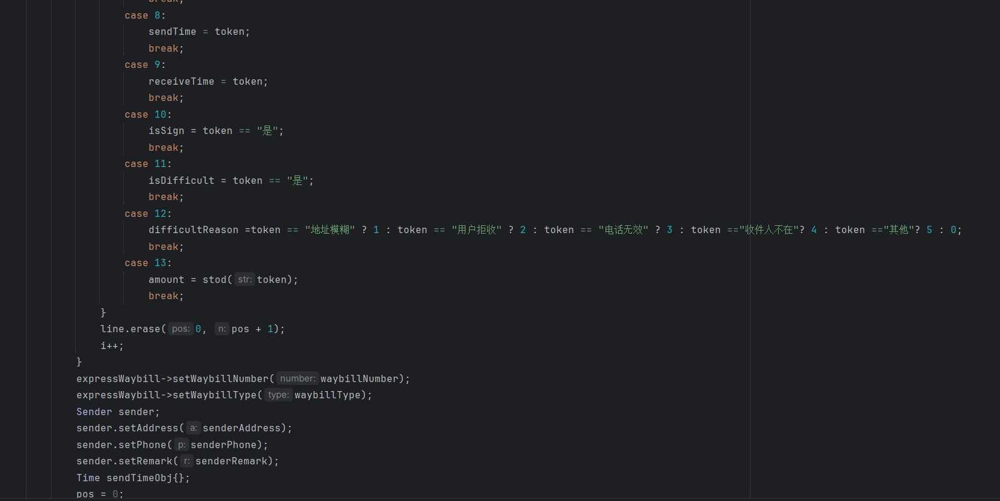 break;
case 8:
sendTime = token;
break;
case 9:
receiveTime = token;
break;
case 10:
isSign = token == "是";
break;
case 11:
isDifficult = token == "是";
break;
case 12:
difficultReason =token == "地址模糊" ? 1 : token == "用户拒收" ? 2 : token == "电话无效" ? 3 : token =="收件人不在"? 4 : token =="其他"? 5 : 0;
break;
case 13:
amount = stod(str: token);
break;
}
line.erase(pos: 0, n: pos + 1);
i++;
}
expressWaybill->setWaybillNumber(number: waybillNumber);
expressWaybill->setWaybillType(type: waybillType);
Sender sender;
sender.setAddress(a: senderAddress);
sender.setPhone(p: senderPhone);
sender.setRemark(r: senderRemark);
Time sendTimeObj{};
pos = 0;